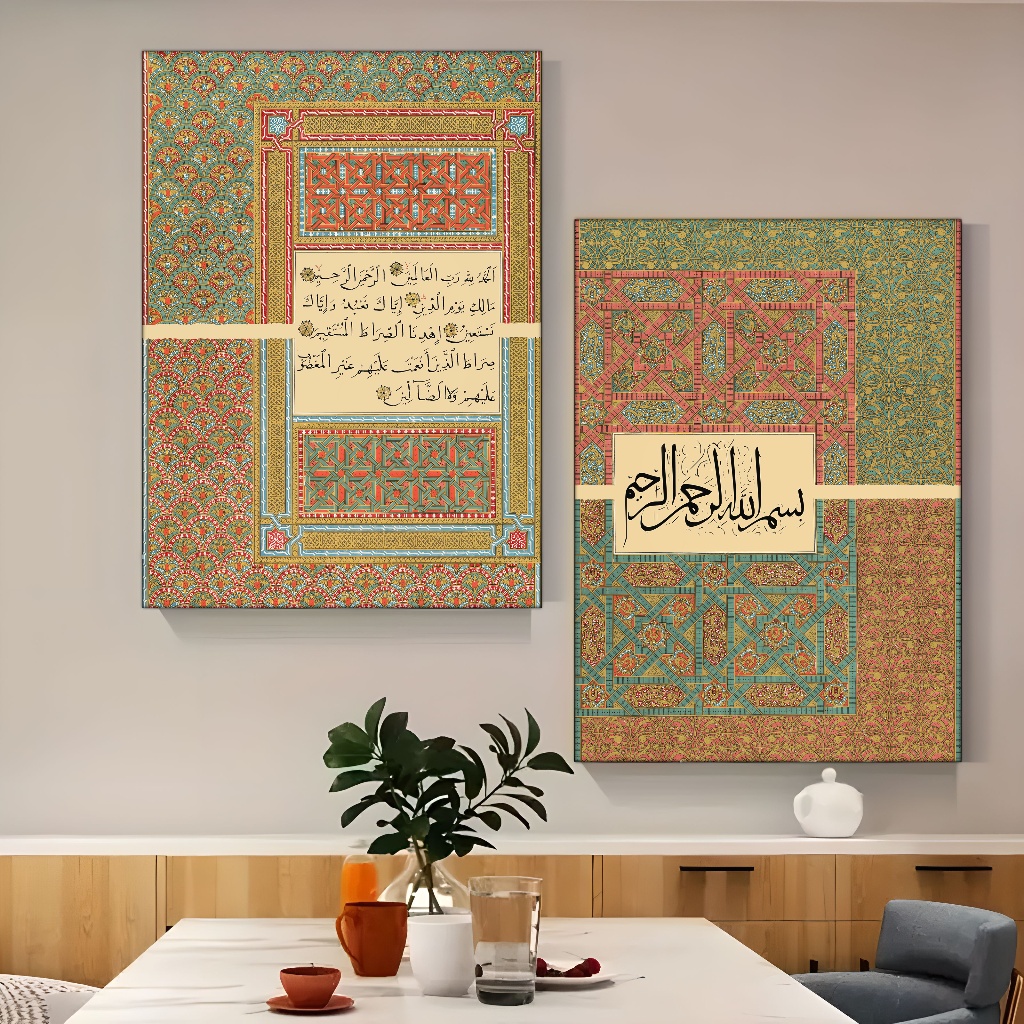 بسم الله الرحمن الرحيم
الحمد لله رب العالمين ۝ الرحمن الرحيم ۝
مالك يوم الدين ۝ إياك نعبد وإياك
نستعين ۝ اهدنا الصراط المستقيم ۝
صراط الذين أنعمت عليهم غير المغضوب
عليهم ولا الضآلين ۝